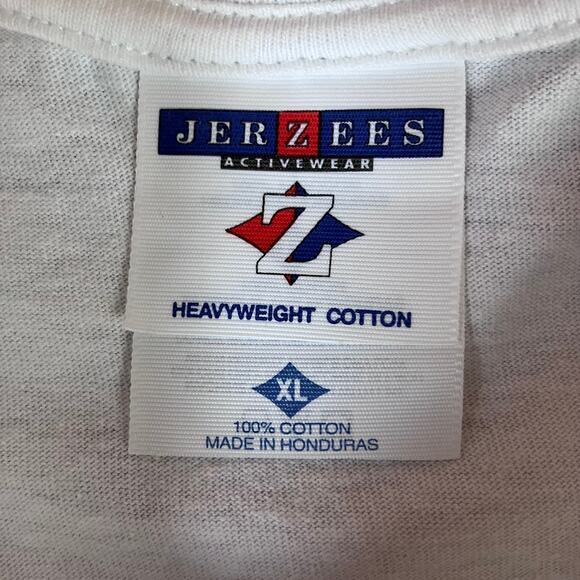 JERZEES
ACTIVEWEAR
Z
HEAVYWEIGHT COTTON
XL
100% COTTON
MADE IN HONDURAS